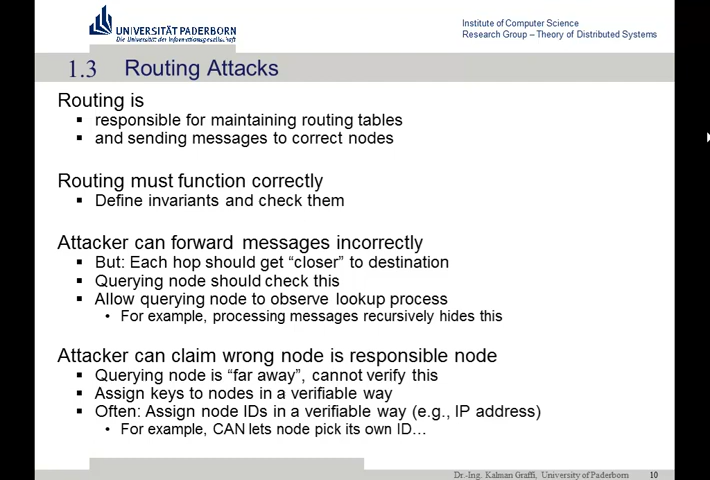 UNIVERSITÄT PADERBORN
Die Universität der Informationsgesellschaft
Institute of Computer Science
Research Group – Theory of Distributed Systems
1.3 Routing Attacks
Routing is
▪ responsible for maintaining routing tables
▪ and sending messages to correct nodes
Routing must function correctly
▪ Define invariants and check them
Attacker can forward messages incorrectly
▪ But: Each hop should get “closer” to destination
▪ Querying node should check this
▪ Allow querying node to observe lookup process
• For example, processing messages recursively hides this
Attacker can claim wrong node is responsible node
▪ Querying node is “far away”, cannot verify this
▪ Assign keys to nodes in a verifiable way
▪ Often: Assign node IDs in a verifiable way (e.g., IP address)
• For example, CAN lets node pick its own ID…
Dr.-Ing. Kalman Graffi, University of Paderborn 10